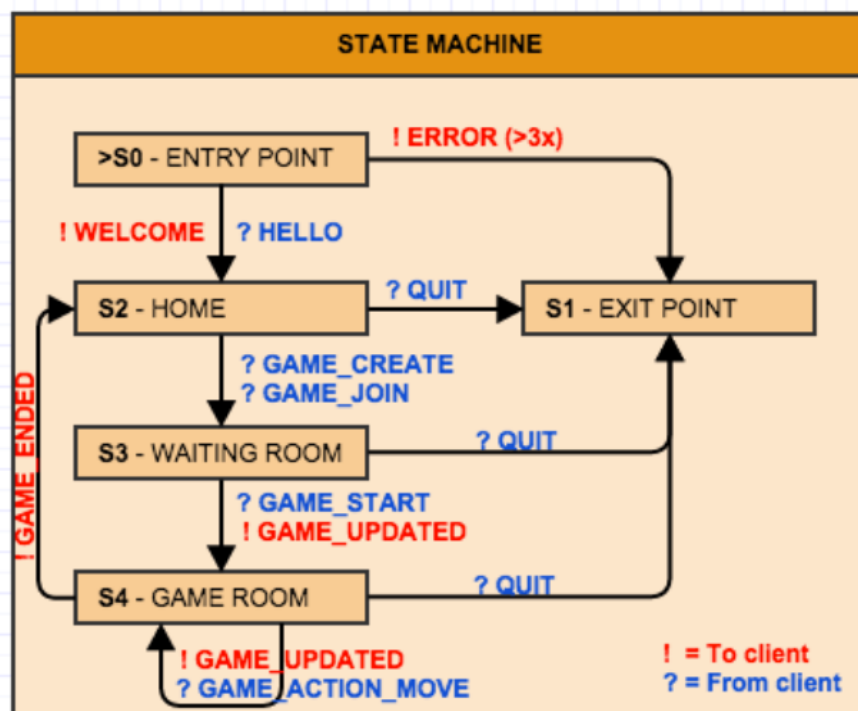 STATE MACHINE
! ERROR (>3x)
>S0 - ENTRY POINT
! WELCOME
? HELLO
? QUIT
S2 - HOME
S1 - EXIT POINT
? GAME_CREATE
? GAME_JOIN
! GAME_ENDED
? QUIT
S3 - WAITING ROOM
? GAME_START
! GAME_UPDATED
? QUIT
S4 - GAME ROOM
! GAME_UPDATED
? GAME_ACTION_MOVE
! = To client
? = From client